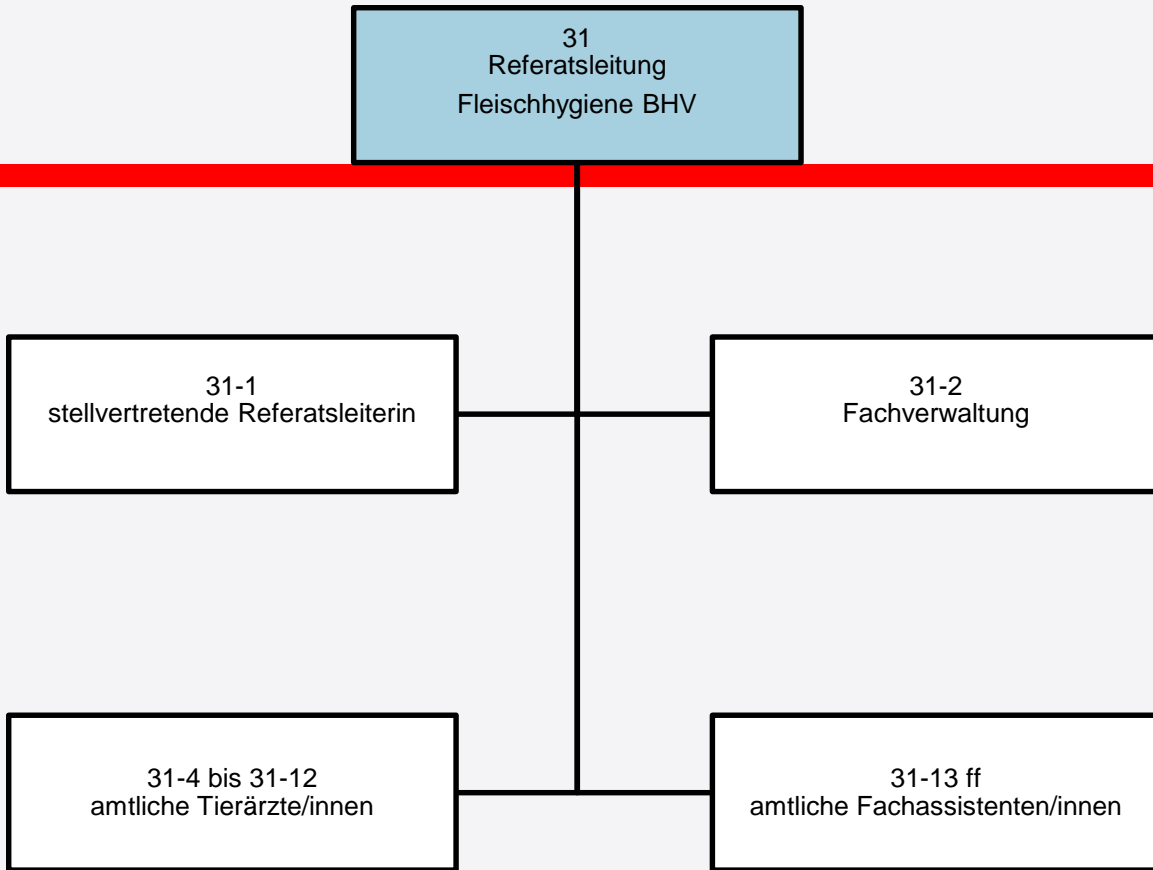 31
Referatsleitung
Fleischhygiene BHV
31-1
stellvertretende Referatsleiterin
31-2
Fachverwaltung
31-4 bis 31-12
amtliche Tierärzte/innen
31-13 ff
amtliche Fachassistenten/innen